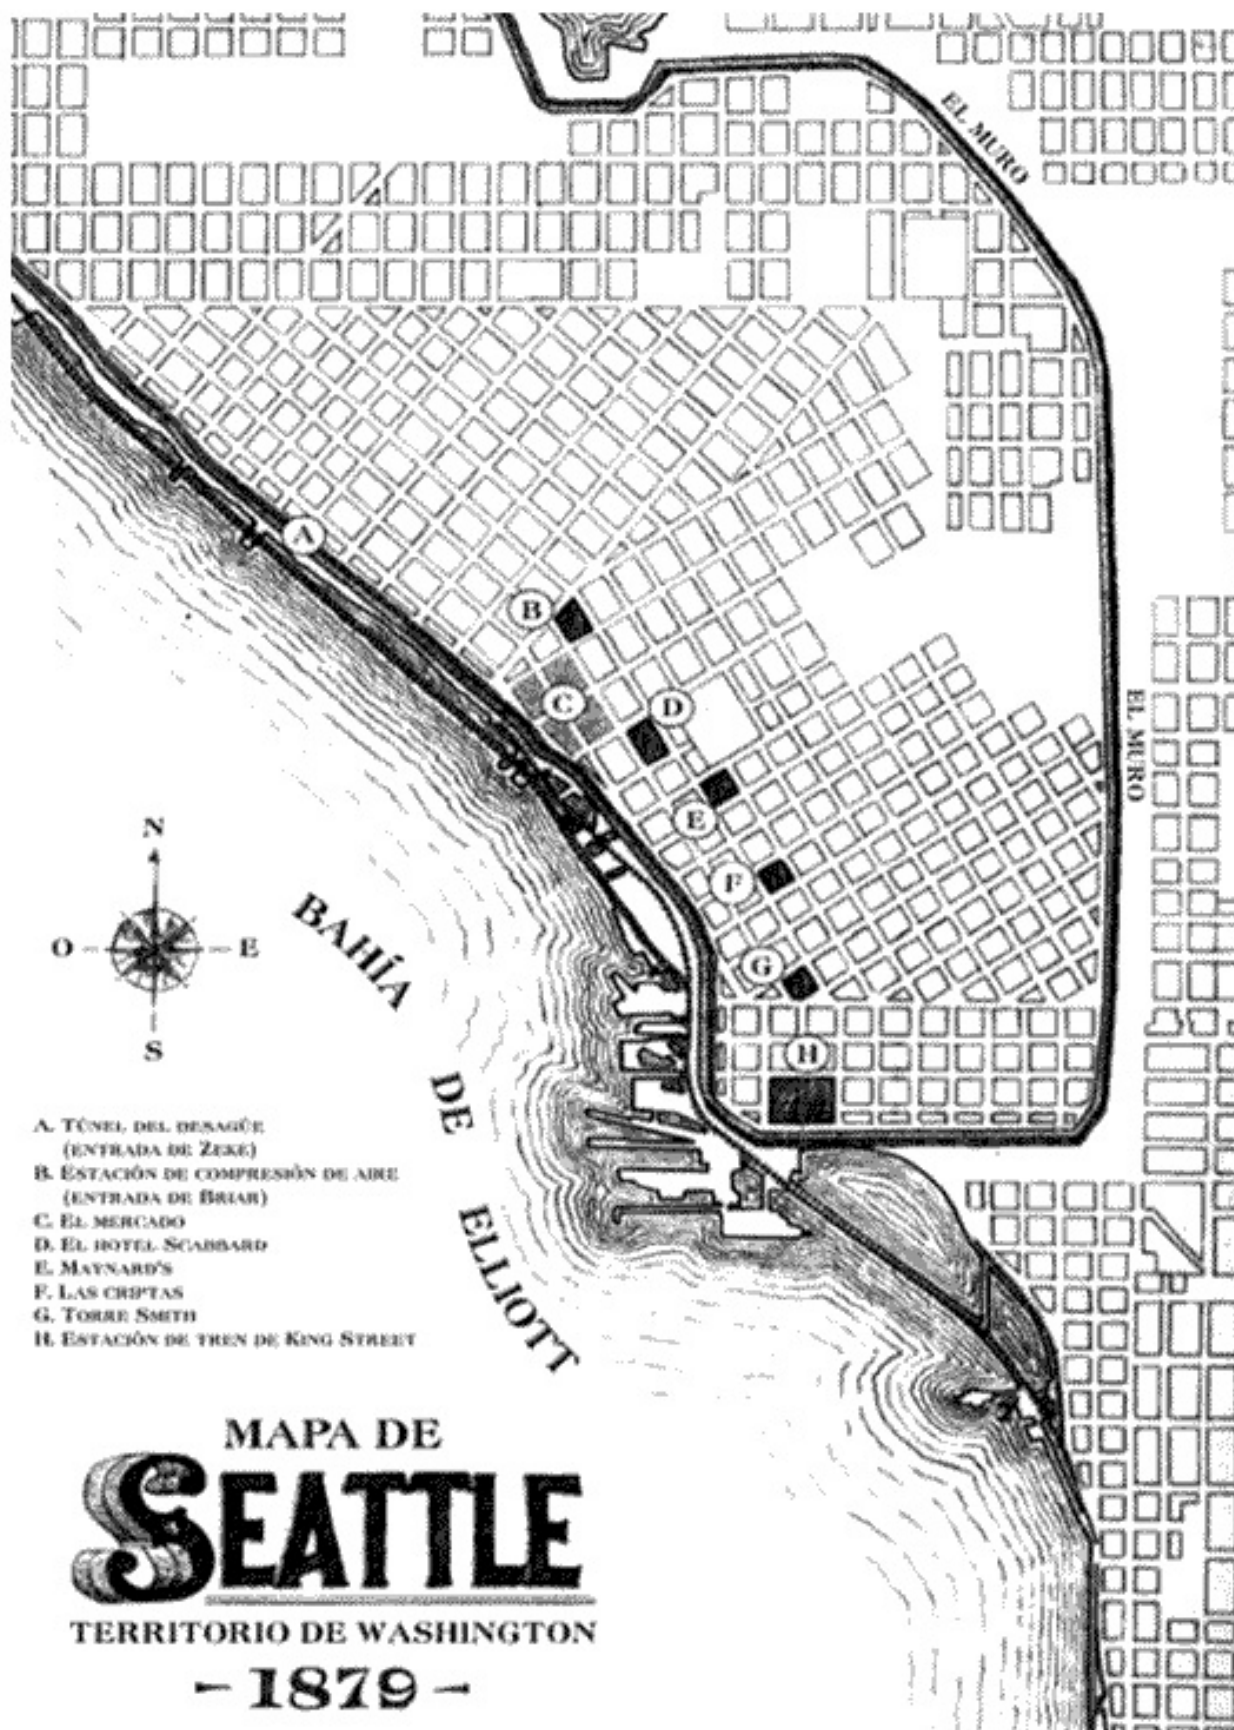 EL MURO
A
B
C
D
EL MURO
E
F
N
O
E
S
G
H
BAHÍA
DE
ELLIOTT
A. TÚNEL DEL DESAGÜE
(ENTRADA DE ZEKE)
B. ESTACIÓN DE COMPRESIÓN DE AIRE
(ENTRADA DE BRIAR)
C. EL MERCADO
D. EL HOTEL SCABBARD
E. MAYNARD'S
F. LAS CRIPTAS
G. TORRE SMITH
H. ESTACIÓN DE TREN DE KING STREET
MAPA DE
SEATTLE
TERRITORIO DE WASHINGTON
- 1879 -